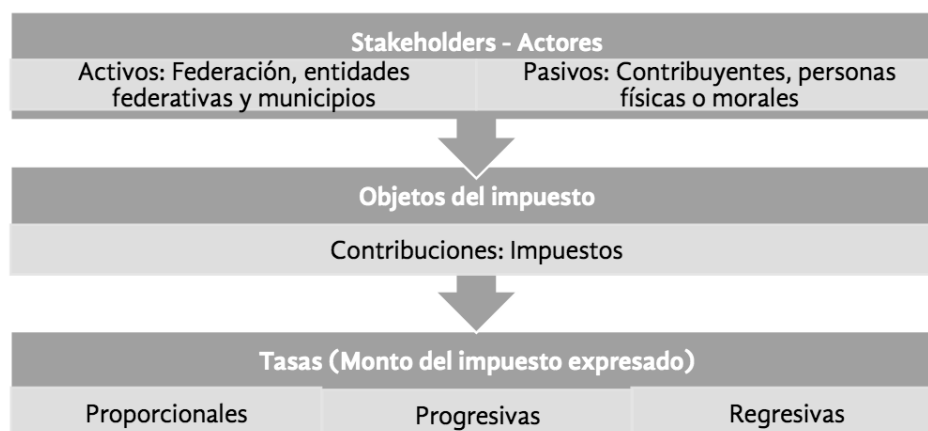 Stakeholders - Actores
Activos: Federación, entidades
federativas y municipios
Pasivos: Contribuyentes, personas
físicas o morales
Objetos del impuesto
Contribuciones: Impuestos
Tasas (Monto del impuesto expresado)
Proporcionales
Progresivas
Regresivas